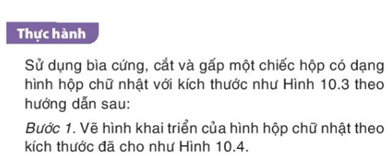 Thực hành
Sử dụng bìa cứng, cắt và gấp một chiếc hộp có dạng
hình hộp chữ nhật với kích thước như Hình 10.3 theo
hướng dẫn sau:
Bước 1. Vẽ hình khai triển của hình hộp chữ nhật theo
kích thước đã cho như Hình 10.4.